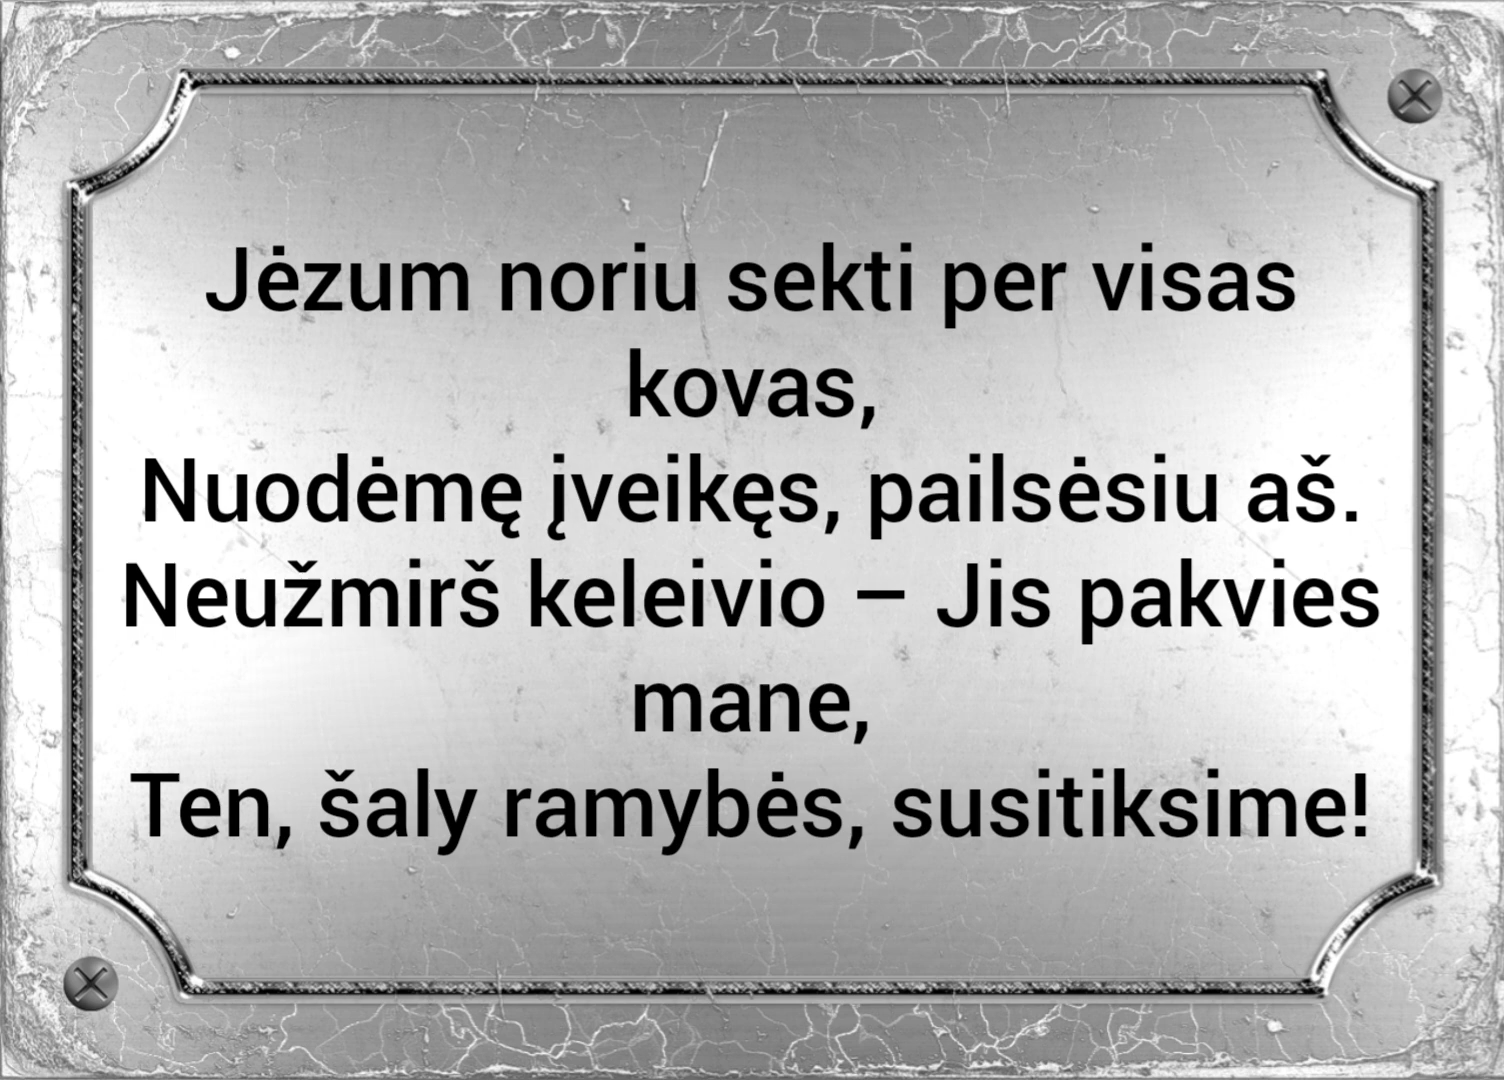 Jėzum noriu sekti per visas
kovas,
Nuodėmę įveikęs, pailsėsiu aš.
Neužmirš keleivio – Jis pakvies
mane,
Ten, šaly ramybės, susitiksime!